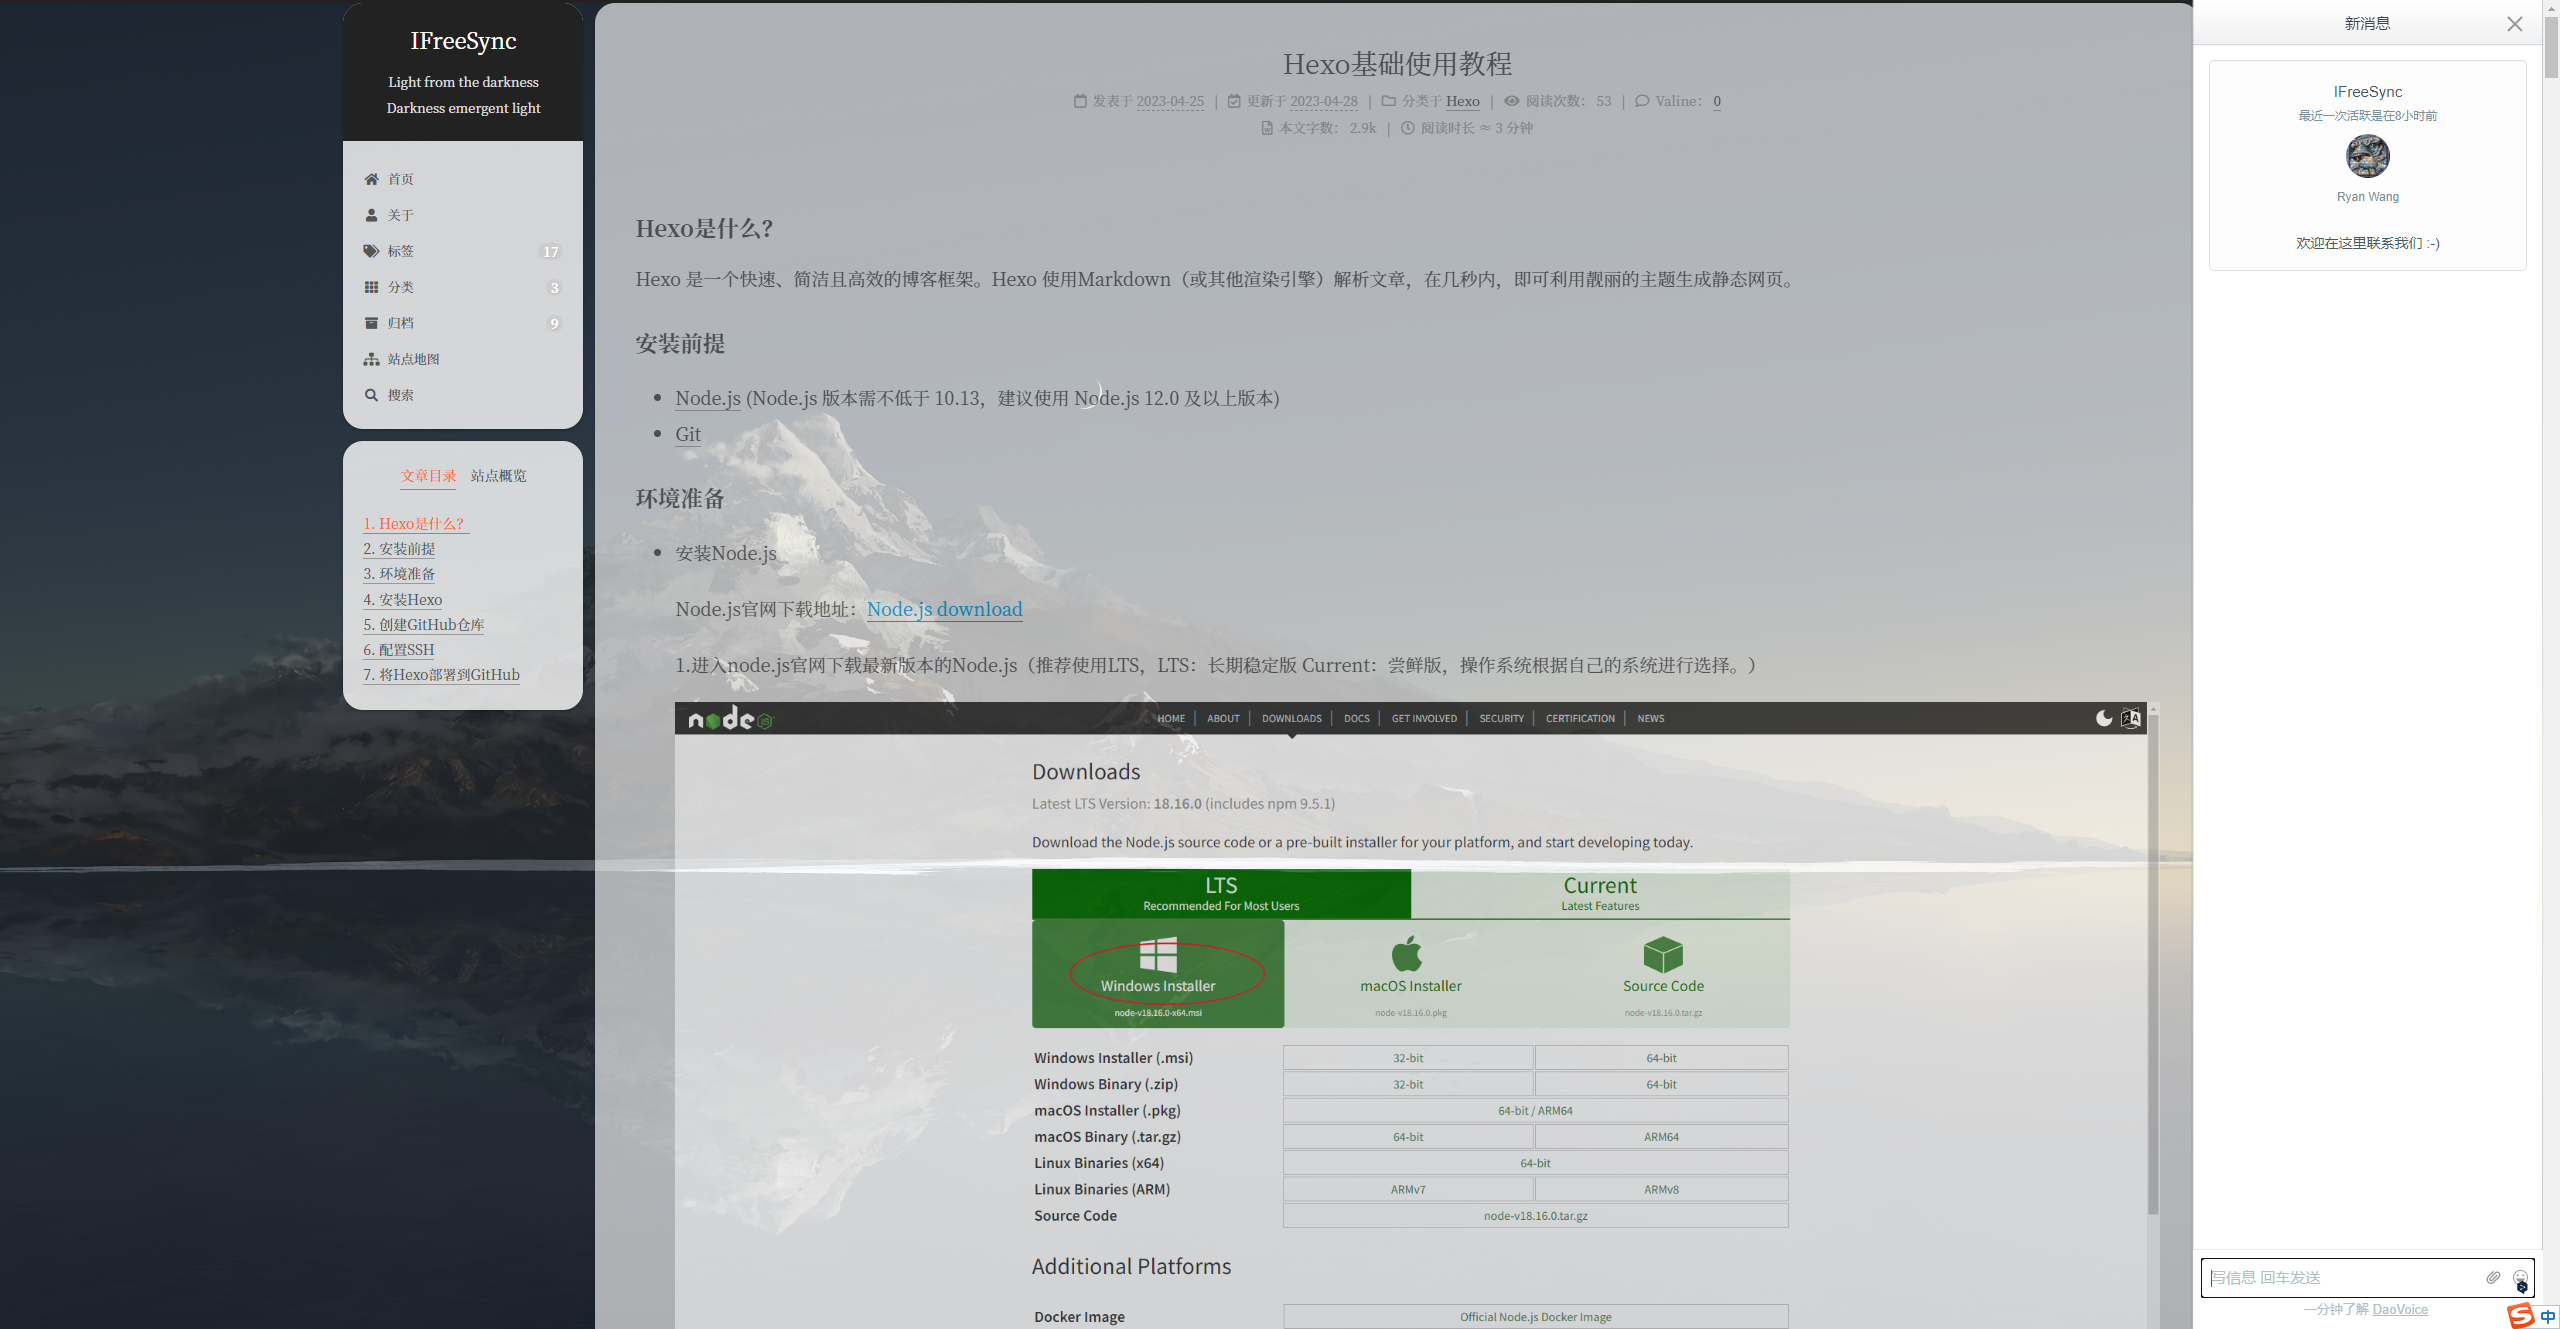 IFreeSync
Light from the darkness
Darkness emergent light
首页
关于
标签 17
分类 3
归档 9
站点地图
搜索
文章目录 站点概览
1. Hexo是什么？
2. 安装前提
3. 环境准备
4. 安装Hexo
5. 创建GitHub仓库
6. 配置SSH
7. 将Hexo部署到GitHub
Hexo基础使用教程
发表于 2023-04-25 | 更新于 2023-04-28 | 分类于 Hexo | 阅读次数： 53 | Valine： 0
本文字数： 2.9k | 阅读时长 ≈ 3 分钟
Hexo是什么？
Hexo 是一个快速、简洁且高效的博客框架。Hexo 使用Markdown（或其他渲染引擎）解析文章，在几秒内，即可利用靓丽的主题生成静态网页。
安装前提
Node.js (Node.js 版本需不低于 10.13，建议使用 Node.js 12.0 及以上版本)
Git
环境准备
安装Node.js
Node.js官网下载地址：Node.js download
1.进入node.js官网下载最新版本的Node.js（推荐使用LTS，LTS：长期稳定版 Current：尝鲜版，操作系统根据自己的系统进行选择。）
node JS
HOME | ABOUT | DOWNLOADS | DOCS | GET INVOLVED | SECURITY | CERTIFICATION | NEWS
Downloads
Latest LTS Version: 18.16.0 (includes npm 9.5.1)
Download the Node.js source code or a pre-built installer for your platform, and start developing today.
LTS
Recommended For Most Users
Current
Latest Features
Windows Installer
node-v18.16.0-x64.msi
macOS Installer
node-v18.16.0.pkg
Source Code
node-v18.16.0.tar.gz
Windows Installer (.msi) 32-bit 64-bit
Windows Binary (.zip) 32-bit 64-bit
macOS Installer (.pkg) 64-bit / ARM64
macOS Binary (.tar.gz) 64-bit ARM64
Linux Binaries (x64) 64-bit
Linux Binaries (ARM) ARMv7 ARMv8
Source Code node-v18.16.0.tar.gz
Additional Platforms
Docker Image Official Node.js Docker Image
新消息
IFreeSync
最近一次活跃是在8小时前
Ryan Wang
欢迎在这里联系我们 :-)
写信息 回车发送
一分钟了解 DaoVoice
中